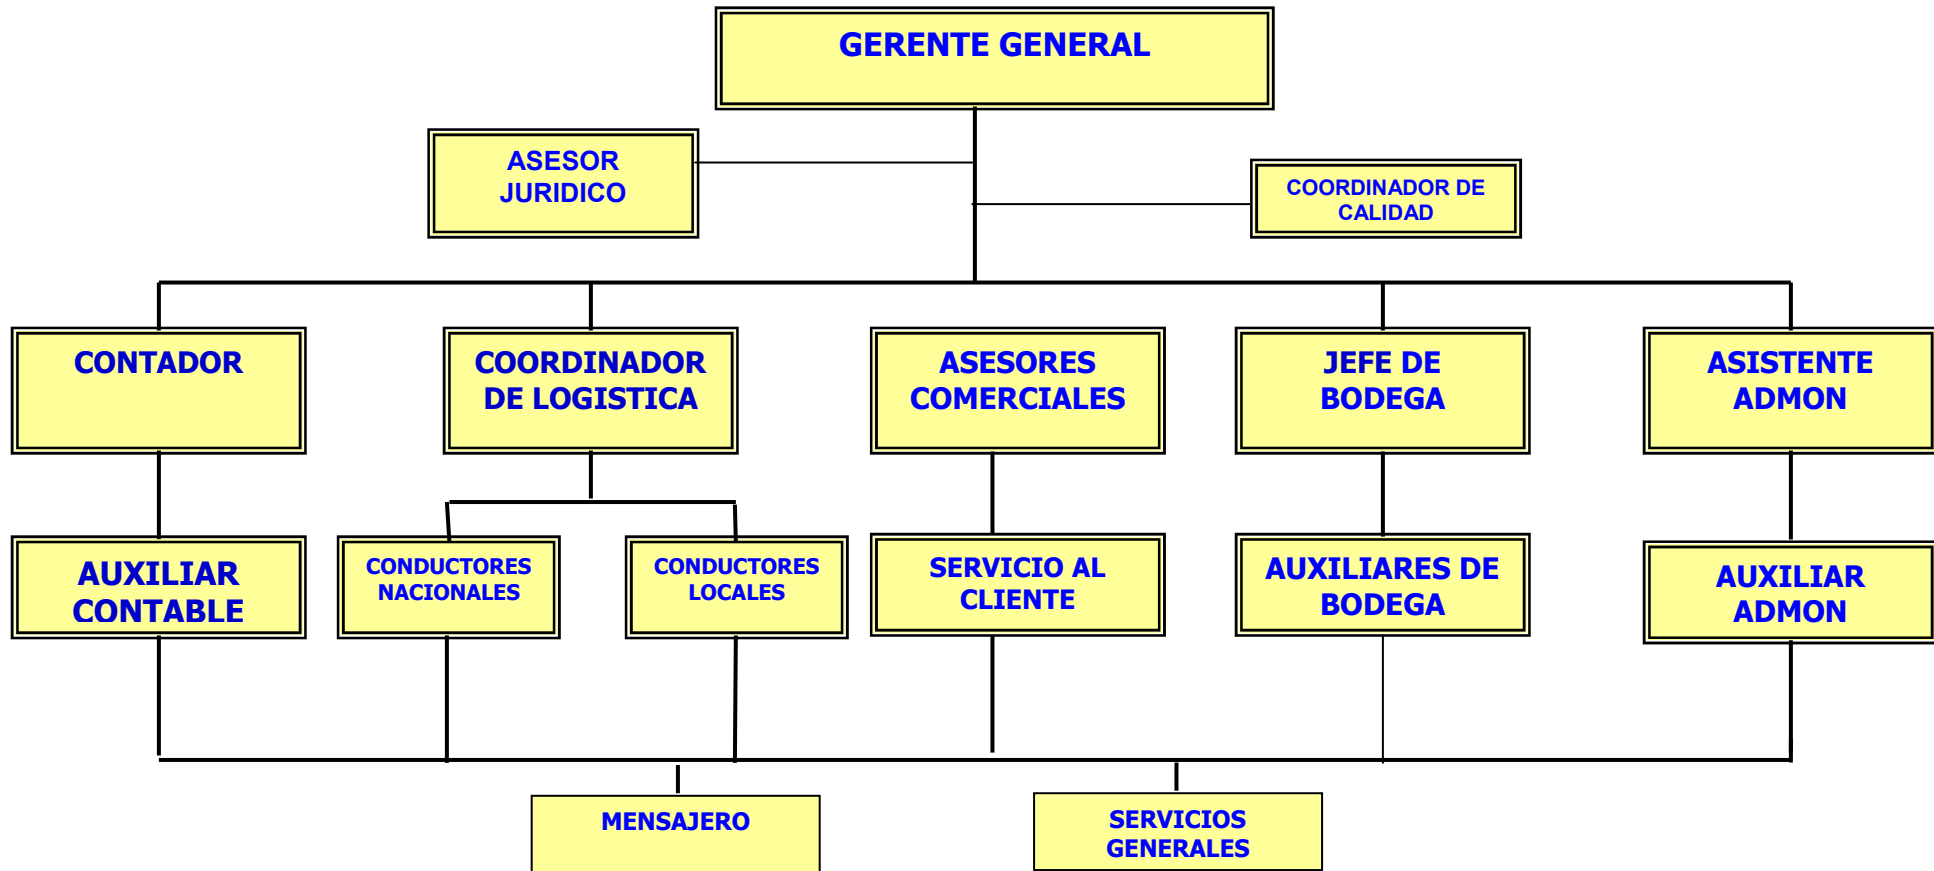 GERENTE GENERAL
ASESOR
JURIDICO
COORDINADOR DE
CALIDAD
CONTADOR
COORDINADOR
DE LOGISTICA
ASESORES
COMERCIALES
JEFE DE
BODEGA
ASISTENTE
ADMON
AUXILIAR
CONTABLE
CONDUCTORES
NACIONALES
CONDUCTORES
LOCALES
SERVICIO AL
CLIENTE
AUXILIARES DE
BODEGA
AUXILIAR
ADMON
MENSAJERO
SERVICIOS
GENERALES